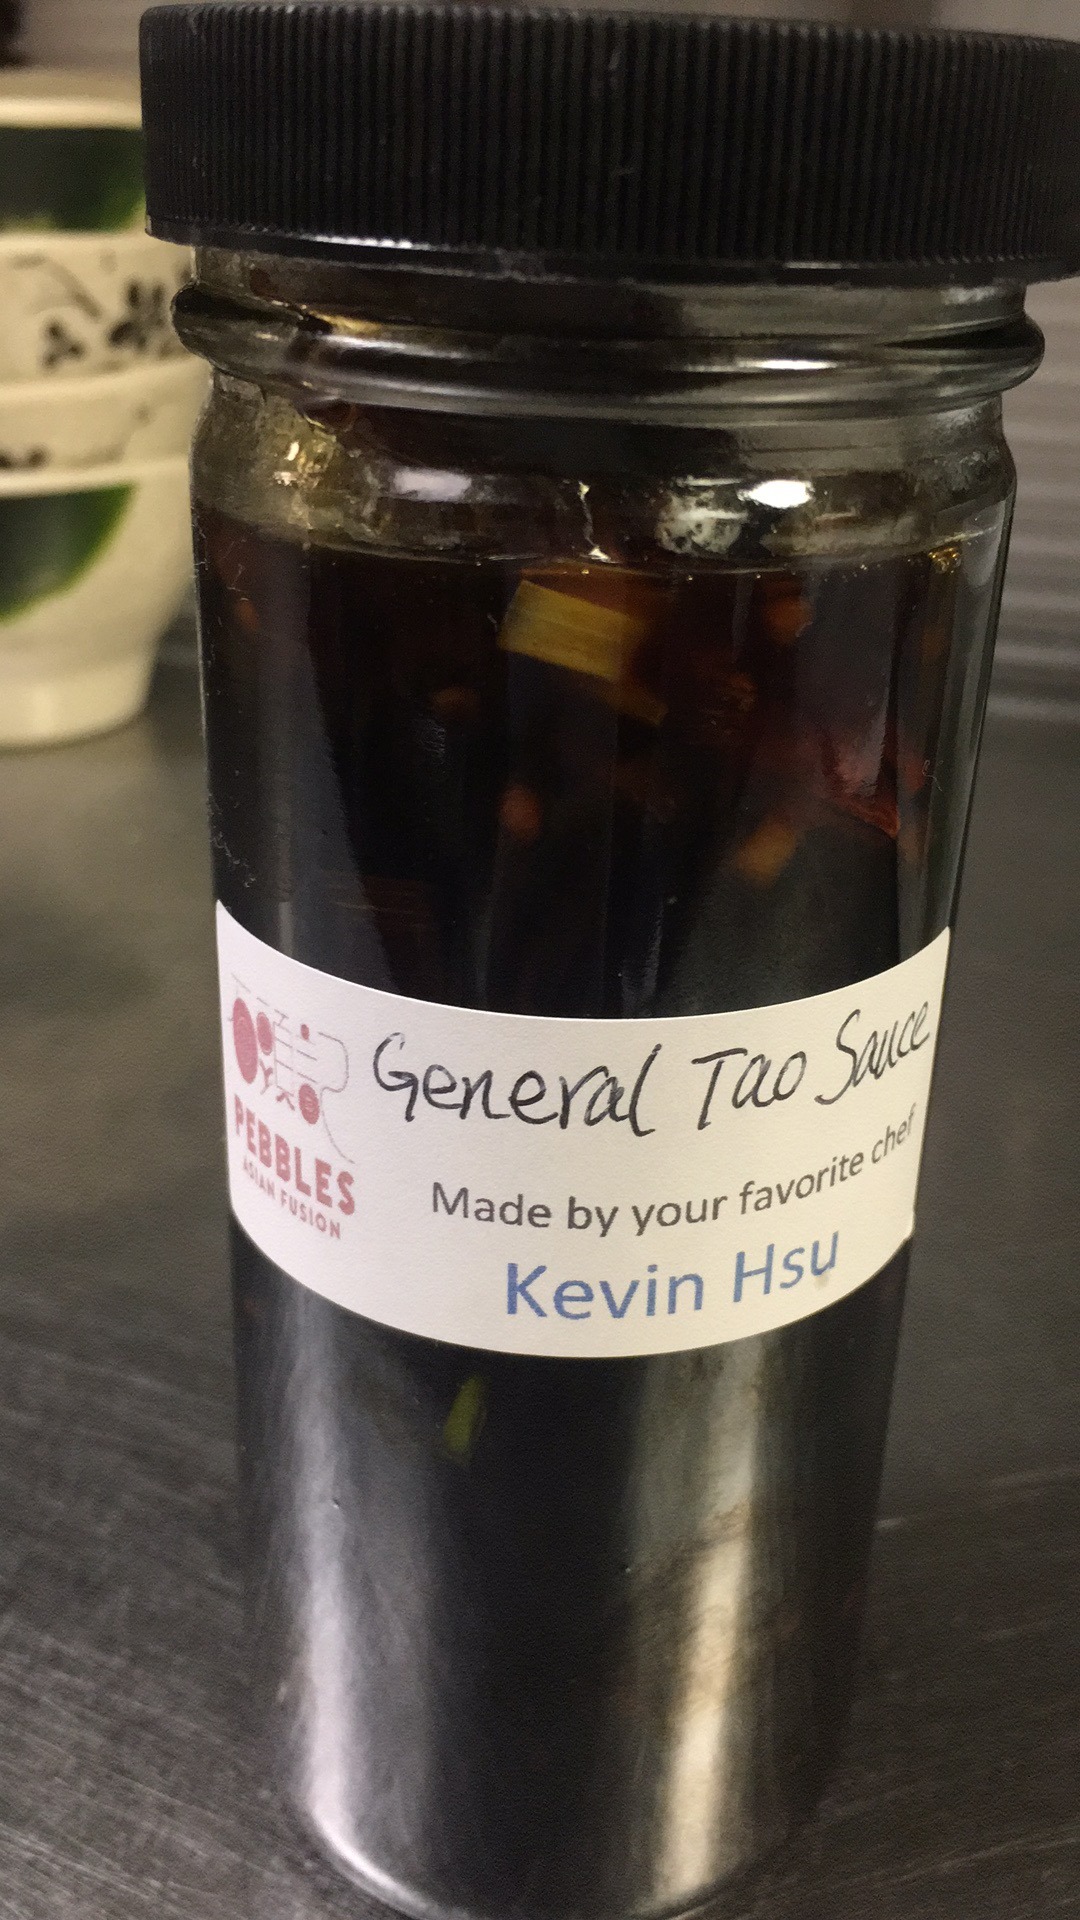 General Tao Sauce
Made by your favorite chef
Kevin Hsu
PEBBLES
ASIAN FUSION